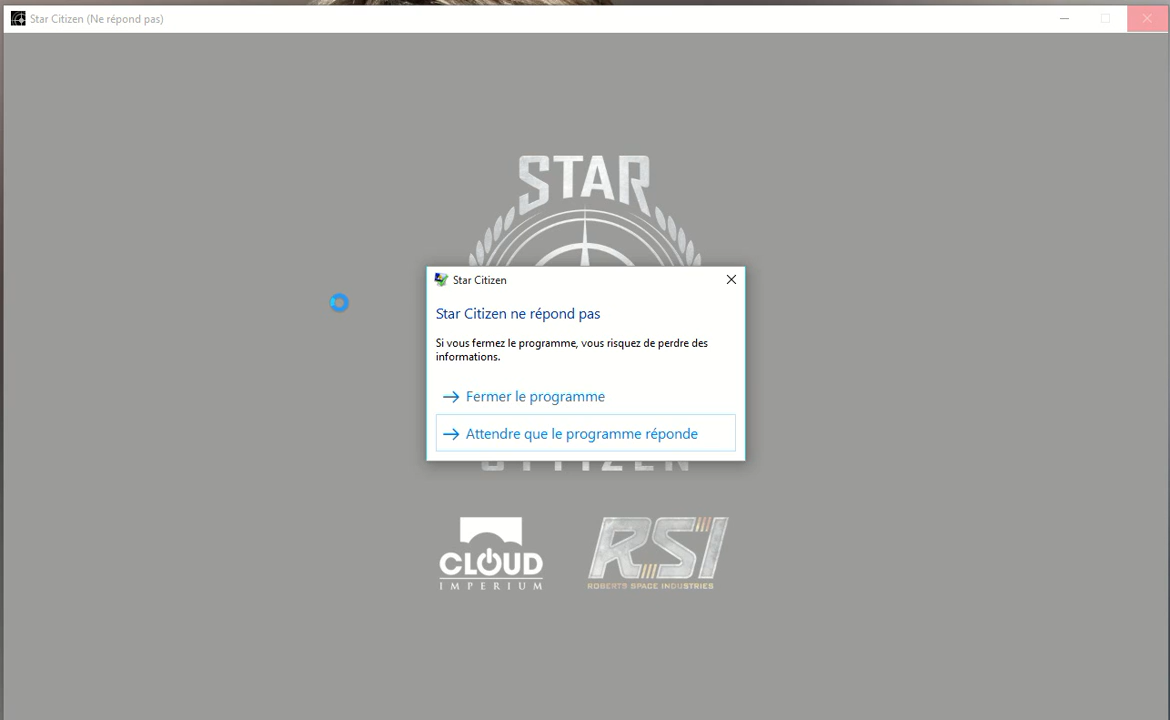 Star Citizen (Ne répond pas)
STAR
Star Citizen
Star Citizen ne répond pas
Si vous fermez le programme, vous risquez de perdre des
informations.
Fermer le programme
Attendre que le programme réponde
CLOUD
IMPERIUM
RSI
ROBERTS SPACE INDUSTRIES